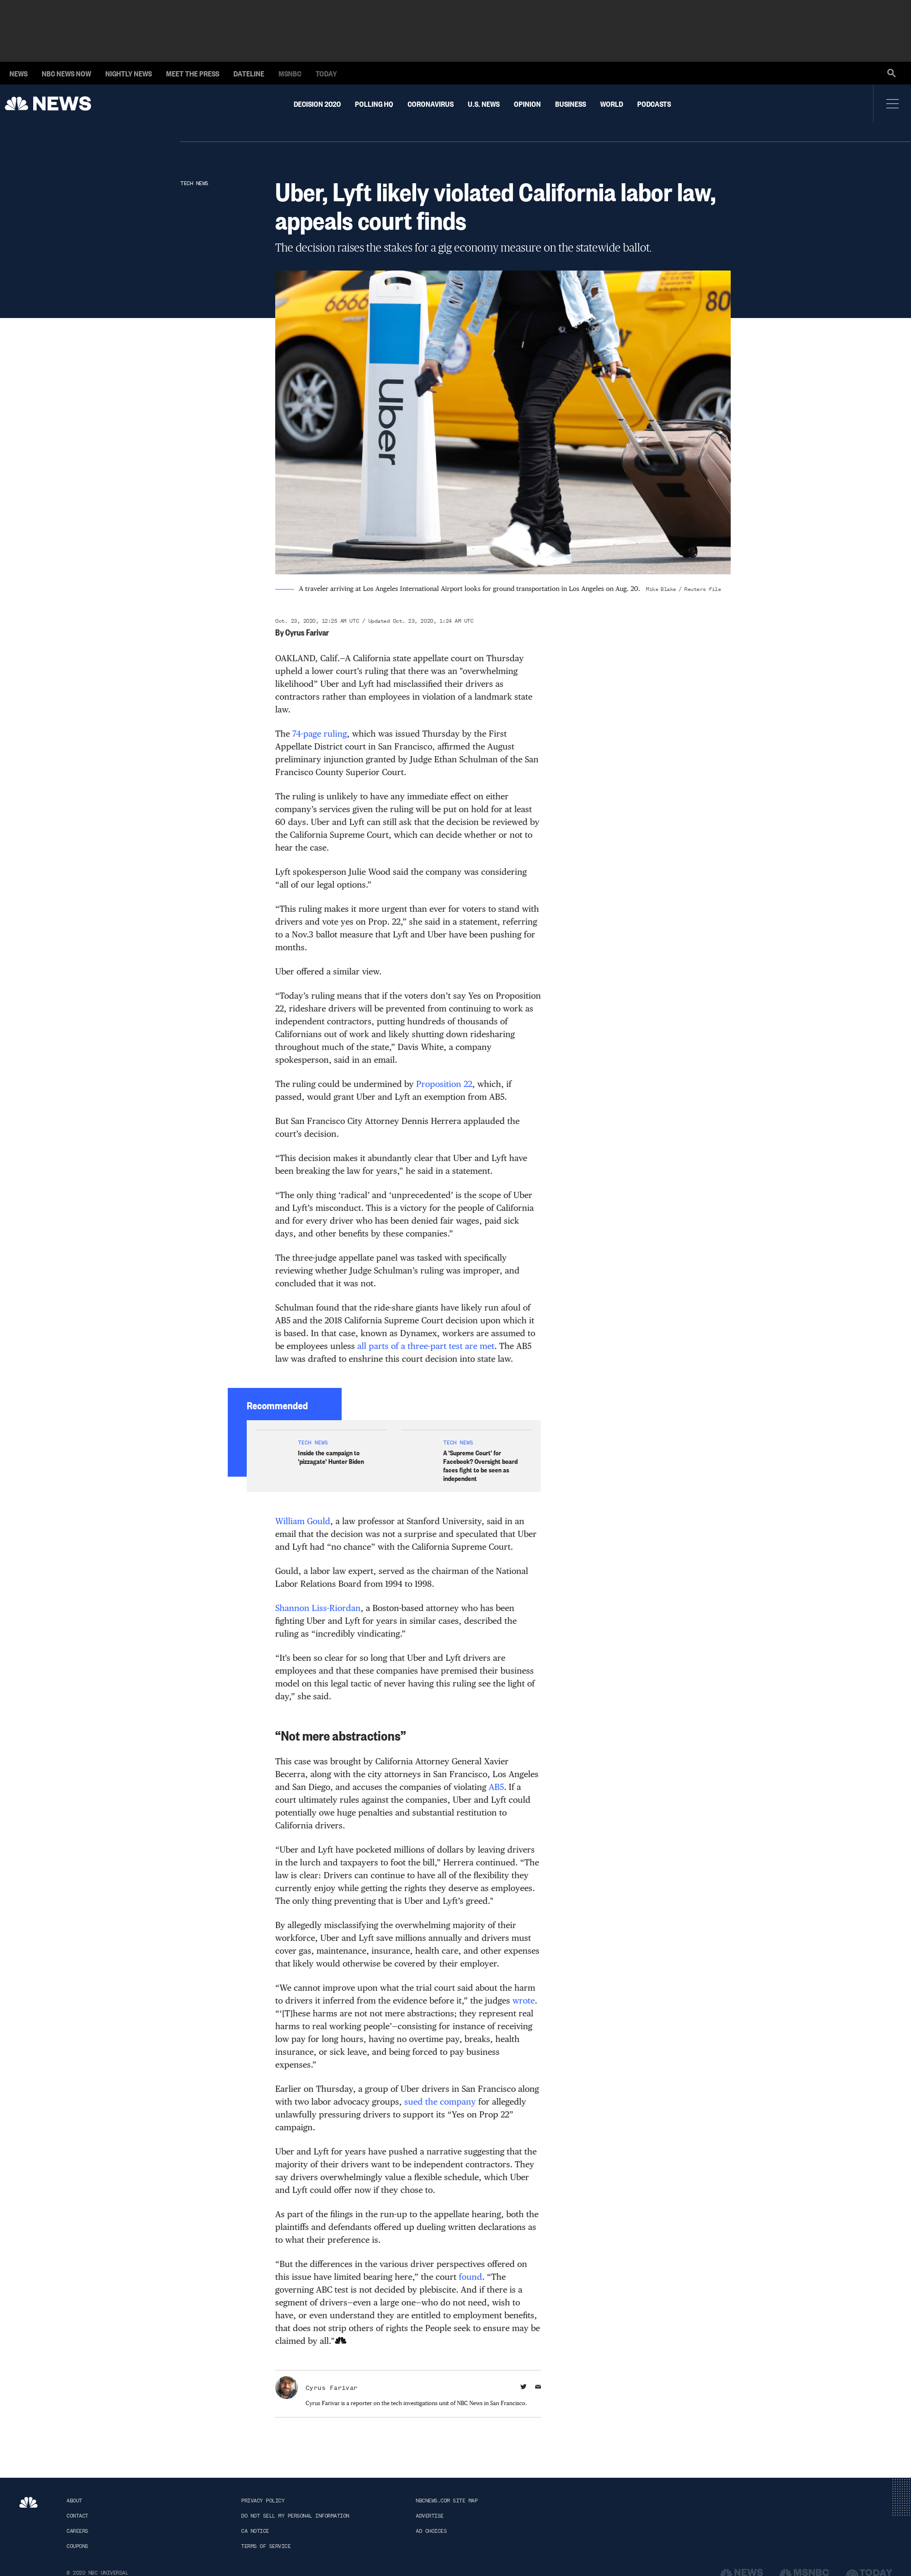 NEWS NBC NEWS NOW NIGHTLY NEWS MEET THE PRESS DATELINE MSNBC TODAY
NEWS
DECISION 2020 POLLING HQ CORONAVIRUS U.S. NEWS OPINION BUSINESS WORLD PODCASTS
TECH NEWS
Uber, Lyft likely violated California labor law,
appeals court finds
The decision raises the stakes for a gig economy measure on the statewide ballot.
Uber
A traveler arriving at Los Angeles International Airport looks for ground transportation in Los Angeles on Aug. 20. Mike Blake / Reuters file
Oct. 23, 2020, 12:25 AM UTC / Updated Oct. 23, 2020, 1:24 AM UTC
By Cyrus Farivar
OAKLAND, Calif.—A California state appellate court on Thursday
upheld a lower court’s ruling that there was an “overwhelming
likelihood” Uber and Lyft had misclassified their drivers as
contractors rather than employees in violation of a landmark state
law.
The 74-page ruling, which was issued Thursday by the First
Appellate District court in San Francisco, affirmed the August
preliminary injunction granted by Judge Ethan Schulman of the San
Francisco County Superior Court.
The ruling is unlikely to have any immediate effect on either
company’s services given the ruling will be put on hold for at least
60 days. Uber and Lyft can still ask that the decision be reviewed by
the California Supreme Court, which can decide whether or not to
hear the case.
Lyft spokesperson Julie Wood said the company was considering
“all of our legal options.”
“This ruling makes it more urgent than ever for voters to stand with
drivers and vote yes on Prop. 22,” she said in a statement, referring
to a Nov.3 ballot measure that Lyft and Uber have been pushing for
months.
Uber offered a similar view.
“Today’s ruling means that if the voters don’t say Yes on Proposition
22, rideshare drivers will be prevented from continuing to work as
independent contractors, putting hundreds of thousands of
Californians out of work and likely shutting down ridesharing
throughout much of the state,” Davis White, a company
spokesperson, said in an email.
The ruling could be undermined by Proposition 22, which, if
passed, would grant Uber and Lyft an exemption from AB5.
But San Francisco City Attorney Dennis Herrera applauded the
court’s decision.
“This decision makes it abundantly clear that Uber and Lyft have
been breaking the law for years,” he said in a statement.
“The only thing ‘radical’ and ‘unprecedented’ is the scope of Uber
and Lyft’s misconduct. This is a victory for the people of California
and for every driver who has been denied fair wages, paid sick
days, and other benefits by these companies.”
The three-judge appellate panel was tasked with specifically
reviewing whether Judge Schulman’s ruling was improper, and
concluded that it was not.
Schulman found that the ride-share giants have likely run afoul of
AB5 and the 2018 California Supreme Court decision upon which it
is based. In that case, known as Dynamex, workers are assumed to
be employees unless all parts of a three-part test are met. The AB5
law was drafted to enshrine this court decision into state law.
Recommended
TECH NEWS
Inside the campaign to
'pizzagate' Hunter Biden
TECH NEWS
A 'Supreme Court' for
Facebook? Oversight board
faces fight to be seen as
independent
William Gould, a law professor at Stanford University, said in an
email that the decision was not a surprise and speculated that Uber
and Lyft had “no chance” with the California Supreme Court.
Gould, a labor law expert, served as the chairman of the National
Labor Relations Board from 1994 to 1998.
Shannon Liss-Riordan, a Boston-based attorney who has been
fighting Uber and Lyft for years in similar cases, described the
ruling as “incredibly vindicating.”
“It’s been so clear for so long that Uber and Lyft drivers are
employees and that these companies have premised their business
model on this legal tactic of never having this ruling see the light of
day,” she said.
“Not mere abstractions”
This case was brought by California Attorney General Xavier
Becerra, along with the city attorneys in San Francisco, Los Angeles
and San Diego, and accuses the companies of violating AB5. If a
court ultimately rules against the companies, Uber and Lyft could
potentially owe huge penalties and substantial restitution to
California drivers.
“Uber and Lyft have pocketed millions of dollars by leaving drivers
in the lurch and taxpayers to foot the bill,” Herrera continued. “The
law is clear: Drivers can continue to have all of the flexibility they
currently enjoy while getting the rights they deserve as employees.
The only thing preventing that is Uber and Lyft’s greed."
By allegedly misclassifying the overwhelming majority of their
workforce, Uber and Lyft save millions annually and drivers must
cover gas, maintenance, insurance, health care, and other expenses
that likely would otherwise be covered by their employer.
“We cannot improve upon what the trial court said about the harm
to drivers it inferred from the evidence before it,” the judges wrote.
“‘[T]hese harms are not not mere abstractions; they represent real
harms to real working people’—consisting for instance of receiving
low pay for long hours, having no overtime pay, breaks, health
insurance, or sick leave, and being forced to pay business
expenses.”
Earlier on Thursday, a group of Uber drivers in San Francisco along
with two labor advocacy groups, sued the company for allegedly
unlawfully pressuring drivers to support its “Yes on Prop 22”
campaign.
Uber and Lyft for years have pushed a narrative suggesting that the
majority of their drivers want to be independent contractors. They
say drivers overwhelmingly value a flexible schedule, which Uber
and Lyft could offer now if they chose to.
As part of the filings in the run-up to the appellate hearing, both the
plaintiffs and defendants offered up dueling written declarations as
to what their preference is.
“But the differences in the various driver perspectives offered on
this issue have limited bearing here,” the court found. “The
governing ABC test is not decided by plebiscite. And if there is a
segment of drivers—even a large one—who do not need, wish to
have, or even understand they are entitled to employment benefits,
that does not strip others of rights the People seek to ensure may be
claimed by all."
Cyrus Farivar
Cyrus Farivar is a reporter on the tech investigations unit of NBC News in San Francisco.
ABOUT PRIVACY POLICY NBCNEWS.COM SITE MAP
CONTACT DO NOT SELL MY PERSONAL INFORMATION ADVERTISE
CAREERS CA NOTICE AD CHOICES
COUPONS TERMS OF SERVICE
© 2020 NBC UNIVERSAL NEWS MSNBC TODAY